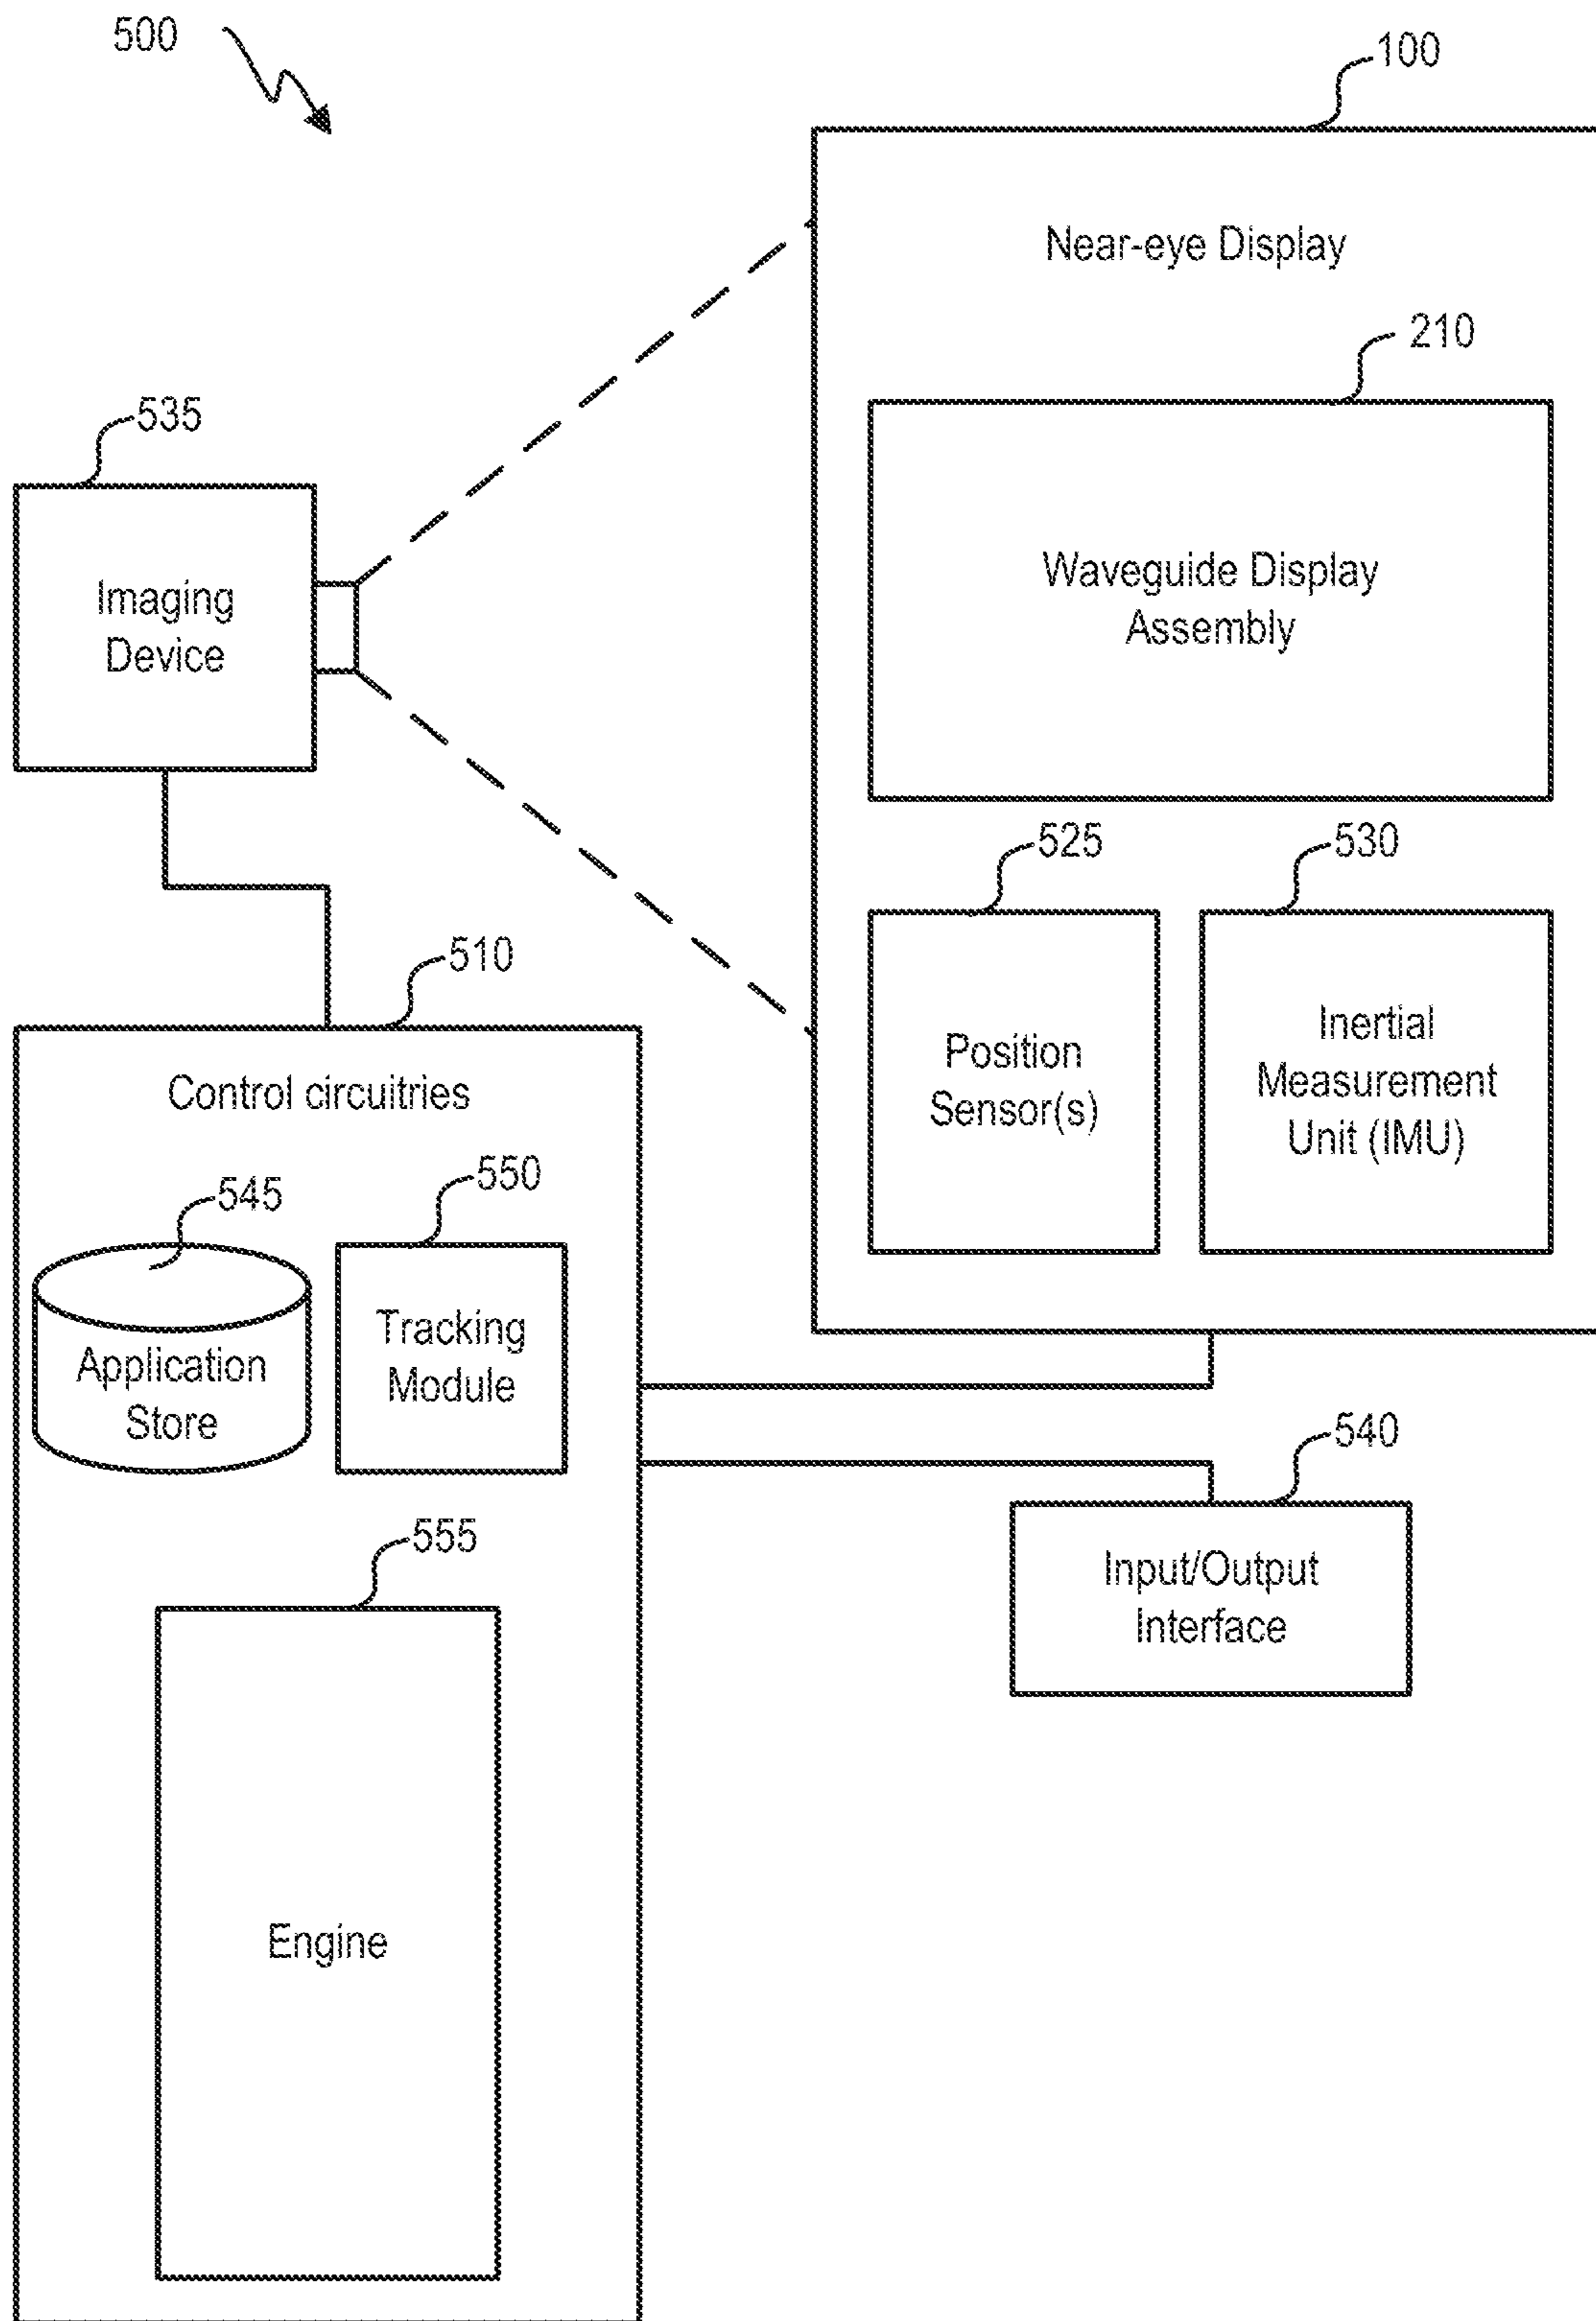 500
100
Near-eye Display
210
535
Imaging
Device
Waveguide Display
Assembly
525
530
510
Position
Sensor(s)
Inertial
Measurement
Unit (IMU)
Control circuitries
545
550
Application
Store
Tracking
Module
540
Input/Output
Interface
555
Engine